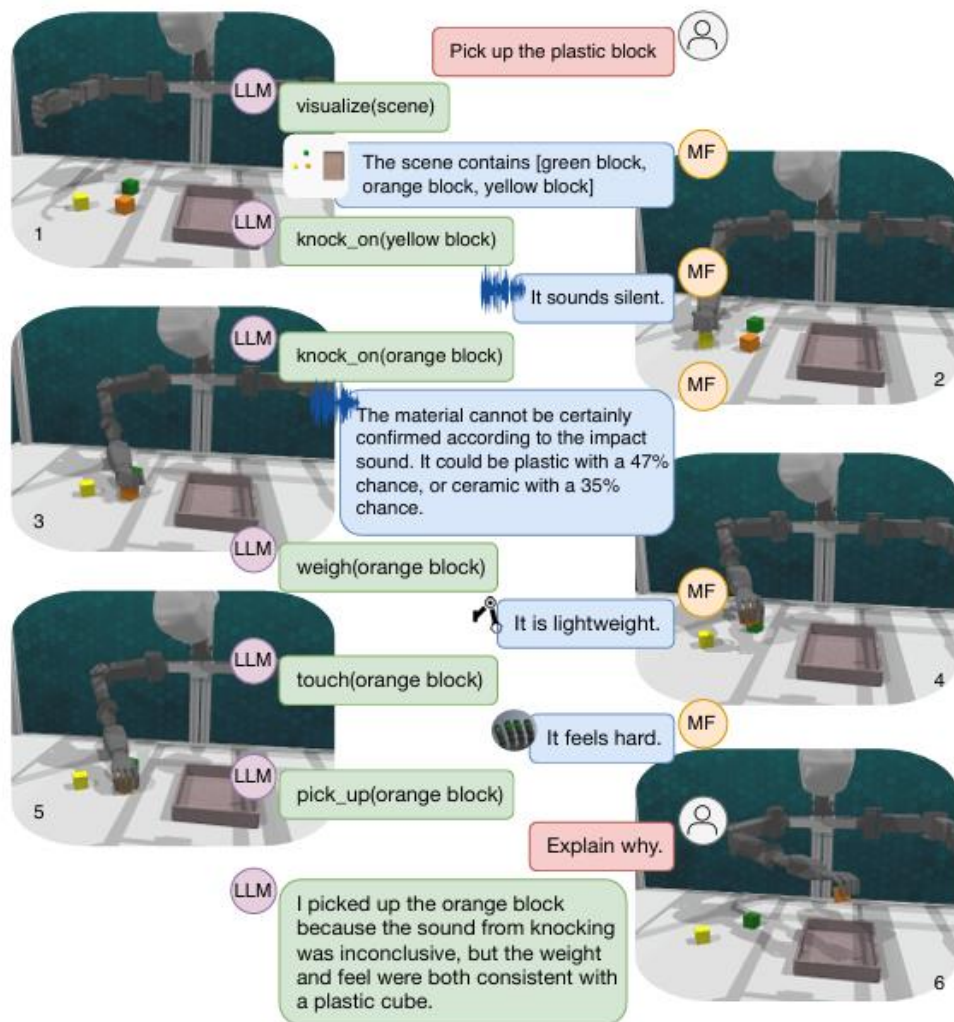 Pick up the plastic block
LLM
visualize(scene)
MF
The scene contains [green block,
orange block, yellow block]
1
LLM
knock_on(yellow block)
MF
It sounds silent.
2
LLM
knock_on(orange block)
MF
The material cannot be certainly
confirmed according to the impact
sound. It could be plastic with a 47%
chance, or ceramic with a 35%
chance.
3
LLM
weigh(orange block)
MF
It is lightweight.
4
LLM
touch(orange block)
MF
It feels hard.
5
LLM
pick_up(orange block)
Explain why.
6
LLM
I picked up the orange block
because the sound from knocking
was inconclusive, but the weight
and feel were both consistent with
a plastic cube.